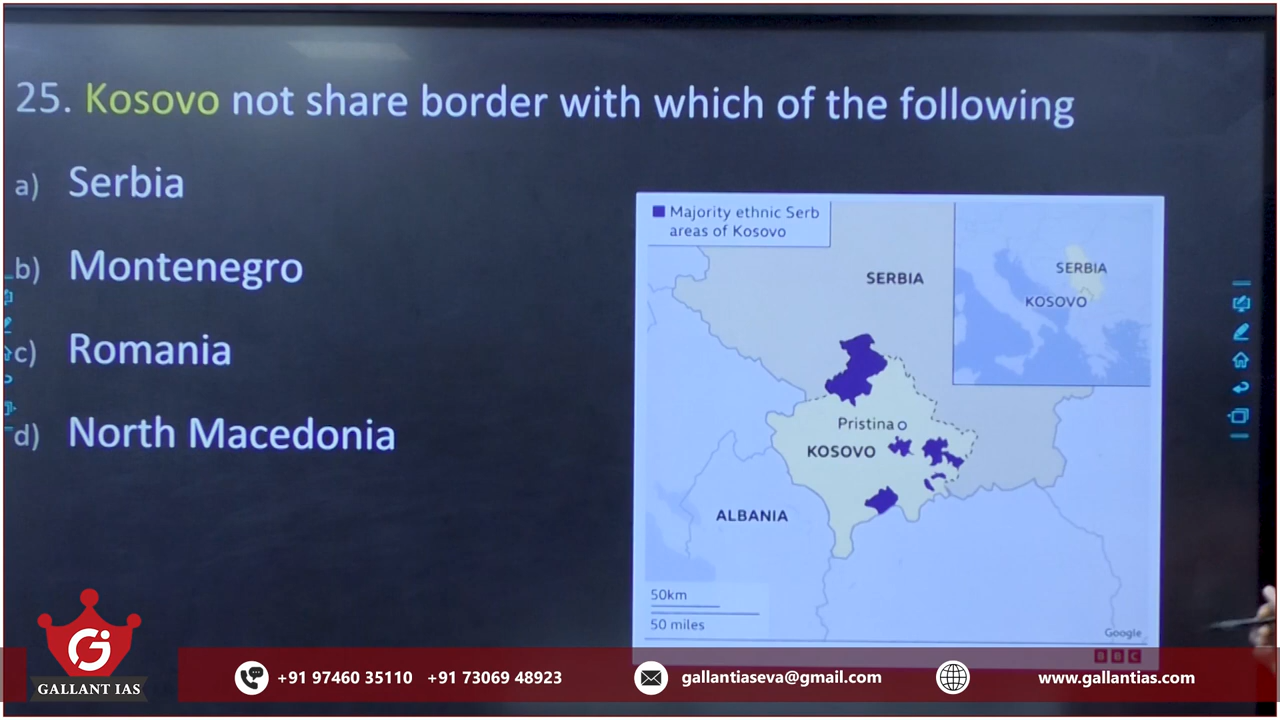 25. Kosovo not share border with which of the following
a) Serbia
b) Montenegro
c) Romania
d) North Macedonia
Majority ethnic Serb
areas of Kosovo
SERBIA
SERBIA
KOSOVO
Pristina
KOSOVO
ALBANIA
50km
50 miles
Google
BBC
G
GALLANT IAS
+91 97460 35110 +91 73069 48923
gallantiaseva@gmail.com
www.gallantias.com